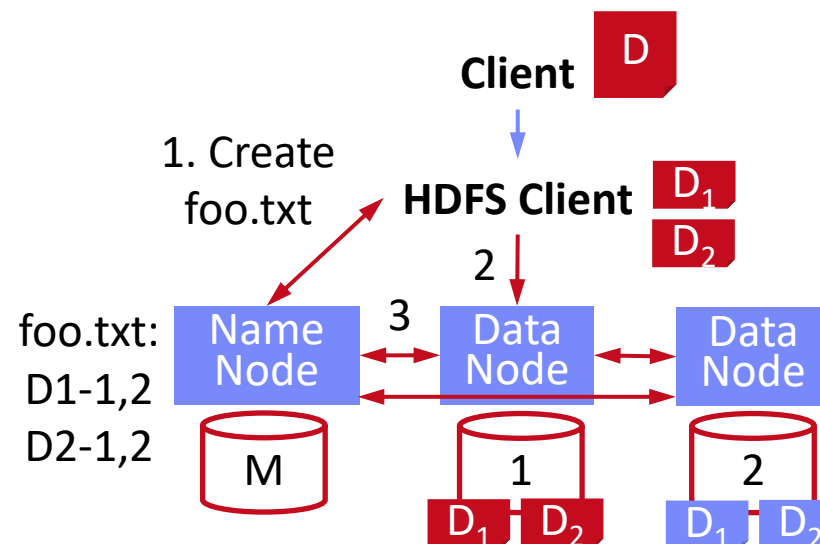 Client
D
1. Create
foo.txt
HDFS Client
D₁
D₂
2
foo.txt:
D1-1,2
D2-1,2
Name
Node
3
Data
Node
Data
Node
M
1
2
D₁
D₂
D₁
D₂